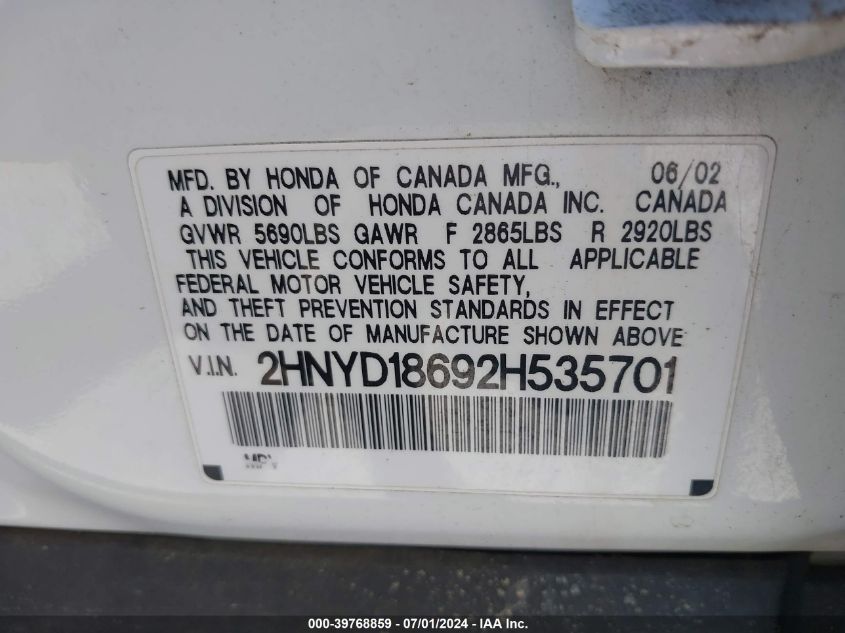 MFD. BY HONDA OF CANADA MFG., 06/02
A DIVISION OF HONDA CANADA INC. CANADA
GVWR 5690LBS GAWR F 2865LBS R 2920LBS
THIS VEHICLE CONFORMS TO ALL APPLICABLE
FEDERAL MOTOR VEHICLE SAFETY,
AND THEFT PREVENTION STANDARDS IN EFFECT
ON THE DATE OF MANUFACTURE SHOWN ABOVE
V.I.N. 2HNYD18692H535701
000-39768859 / 07/01/2024 - IAA Inc.